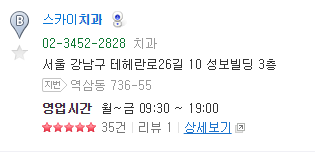 B 스카이치과
02-3452-2828 치과
서울 강남구 테헤란로26길 10 성보빌딩 3층
지번 역삼동 736-55
영업시간 월~금 09:30 ~ 19:00
35건 | 리뷰 1 | 상세보기